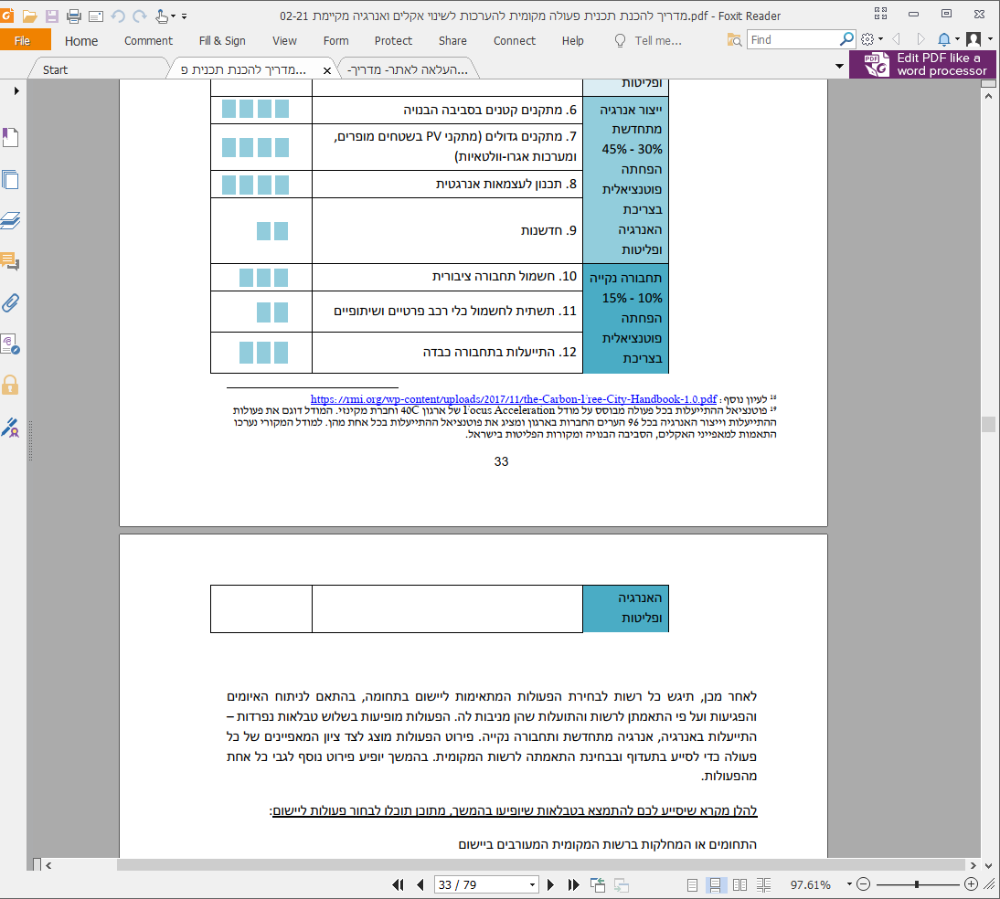 מדריך להכנת תכנית פעולה מקומית להערכות לשינוי אקלים ואנרגיה מקיימת 02-21.pdf - Foxit Reader
File Home Comment Fill & Sign View Form Protect Share Connect Help Tell me... Find
Start
מדריך להכנת תכנית פ...
העלאה לאתר- מדריך-...
Edit PDF like a
word processor
ופליטות
ייצור אנרגיה
מתחדשת
30% - 45%
הפחתה
פוטנציאלית
בצריכת
האנרגיה
ופליטות
6. מתקנים קטנים בסביבה הבנויה
7. מתקנים גדולים (מתקני PV בשטחים מופרים,
ומערכות אגרו-וולטאיות)
8. תכנון לעצמאות אנרגטית
9. חדשנות
תחבורה נקייה
10% - 15%
הפחתה
פוטנציאלית
בצריכת
10. חשמול תחבורה ציבורית
11. תשתית לחשמול כלי רכב פרטיים ושיתופיים
12. התייעלות בתחבורה כבדה
18 לעיון נוסף: https://rmi.org/wp-content/uploads/2017/11/the-Carbon-Free-City-Handbook-1.0.pdf
19 פוטנציאל ההתייעלות בכל פעולה מבוסס על מודל Focus Acceleration של ארגון 40C וחברת מקינזי. המודל דוגם את פעולות
ההתייעלות וייצור האנרגיה בכל 96 הערים החברות בארגון ומציג את פוטנציאל ההתייעלות בכל אחת מהן. למודל המקורי נערכו
התאמות למאפייני האקלים, הסביבה הבנויה ומקורות הפליטות בישראל.
33
האנרגיה
ופליטות
לאחר מכן, תיגש כל רשות לבחירת הפעולות המתאימות ליישום בתחומה, בהתאם לניתוח האיומים
והפגיעות ועל פי התאמתן לרשות והתועלות שהן מניבות לה. הפעולות מופיעות בשלוש טבלאות נפרדות –
התייעלות באנרגיה, אנרגיה מתחדשת ותחבורה נקייה. פירוט הפעולות מוצג לצד ציון המאפיינים של כל
פעולה כדי לסייע בתעדוף ובבחינת התאמתה לרשות המקומית. בהמשך יופיע פירוט נוסף לגבי כל אחת
מהפעולות.
להלן מקרא שיסייע לכם להתמצא בטבלאות שיופיעו בהמשך, מתוכן תוכלו לבחור פעולות ליישום:
התחומים או המחלקות ברשות המקומית המעורבים ביישום
33 / 79
97.61%